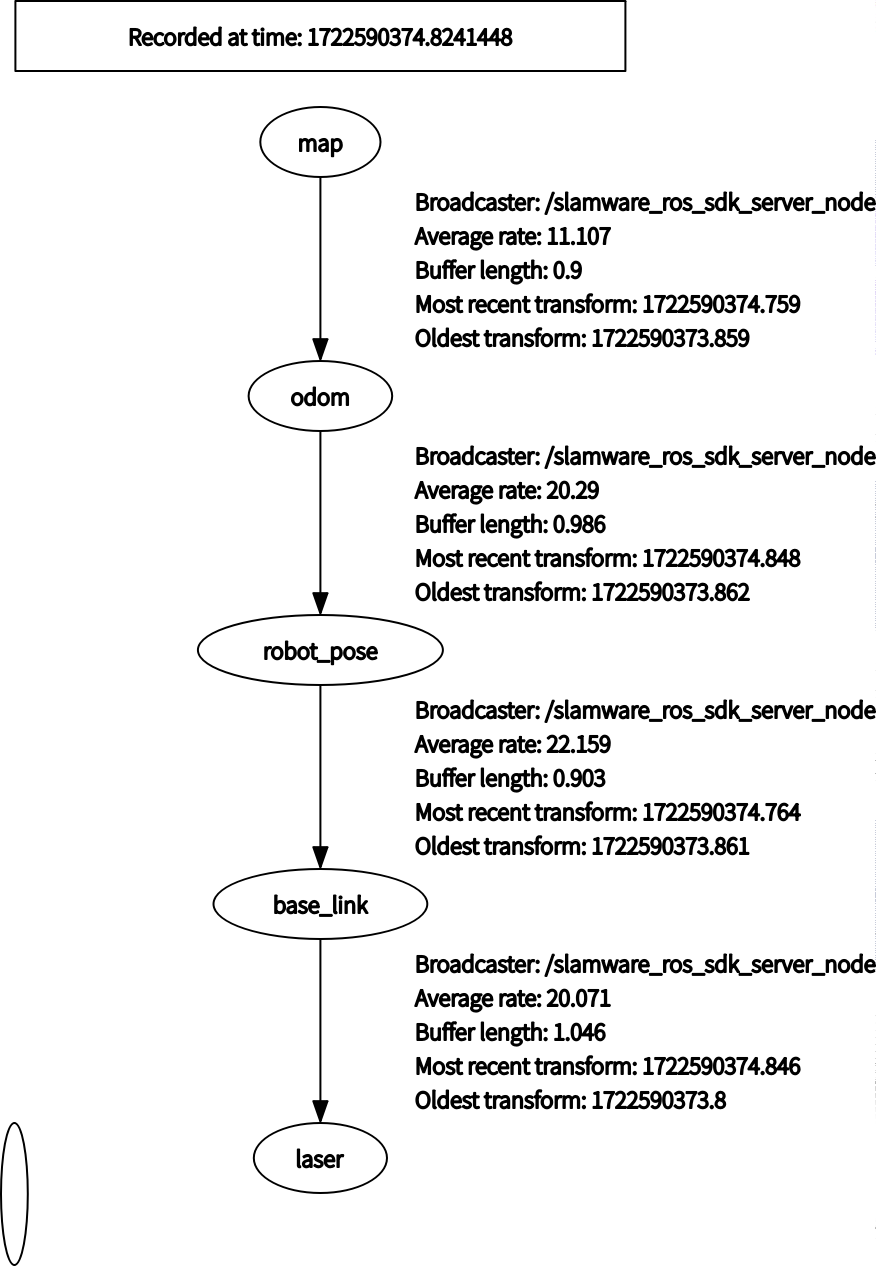 Recorded at time: 1722590374.8241448
map
Broadcaster: /slamware_ros_sdk_server_node
Average rate: 11.107
Buffer length: 0.9
Most recent transform: 1722590374.759
Oldest transform: 1722590373.859
odom
Broadcaster: /slamware_ros_sdk_server_node
Average rate: 20.29
Buffer length: 0.986
Most recent transform: 1722590374.848
Oldest transform: 1722590373.862
robot_pose
Broadcaster: /slamware_ros_sdk_server_node
Average rate: 22.159
Buffer length: 0.903
Most recent transform: 1722590374.764
Oldest transform: 1722590373.861
base_link
Broadcaster: /slamware_ros_sdk_server_node
Average rate: 20.071
Buffer length: 1.046
Most recent transform: 1722590374.846
Oldest transform: 1722590373.8
laser